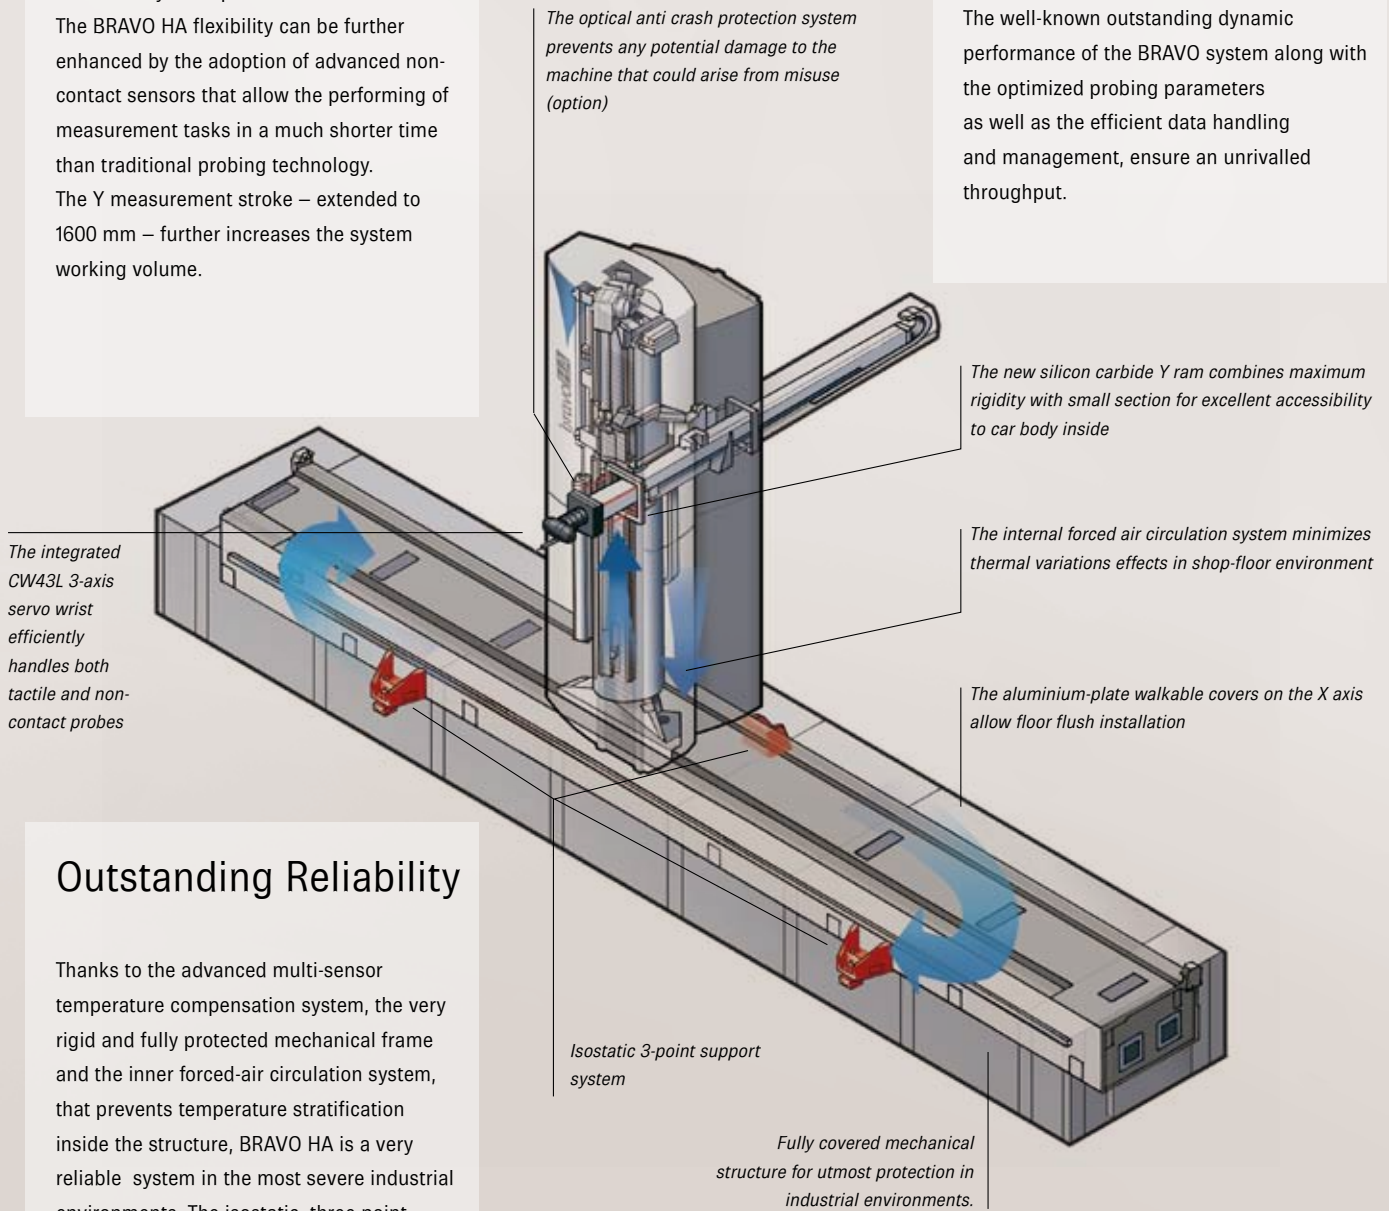 The BRAVO HA flexibility can be further
enhanced by the adoption of advanced non-
contact sensors that allow the performing of
measurement tasks in a much shorter time
than traditional probing technology.
The Y measurement stroke – extended to
1600 mm – further increases the system
working volume.
The optical anti crash protection system
prevents any potential damage to the
machine that could arise from misuse
(option)
The well-known outstanding dynamic
performance of the BRAVO system along with
the optimized probing parameters
as well as the efficient data handling
and management, ensure an unrivalled
throughput.
bravo
The new silicon carbide Y ram combines maximum
rigidity with small section for excellent accessibility
to car body inside
The internal forced air circulation system minimizes
thermal variations effects in shop-floor environment
The aluminium-plate walkable covers on the X axis
allow floor flush installation
The integrated
CW43L 3-axis
servo wrist
efficiently
handles both
tactile and non-
contact probes
Outstanding Reliability
Thanks to the advanced multi-sensor
temperature compensation system, the very
rigid and fully protected mechanical frame
and the inner forced-air circulation system,
that prevents temperature stratification
inside the structure, BRAVO HA is a very
reliable  system in the most severe industrial
environments. The isostatic, three point
Isostatic 3-point support
system
Fully covered mechanical
structure for utmost protection in
industrial environments.